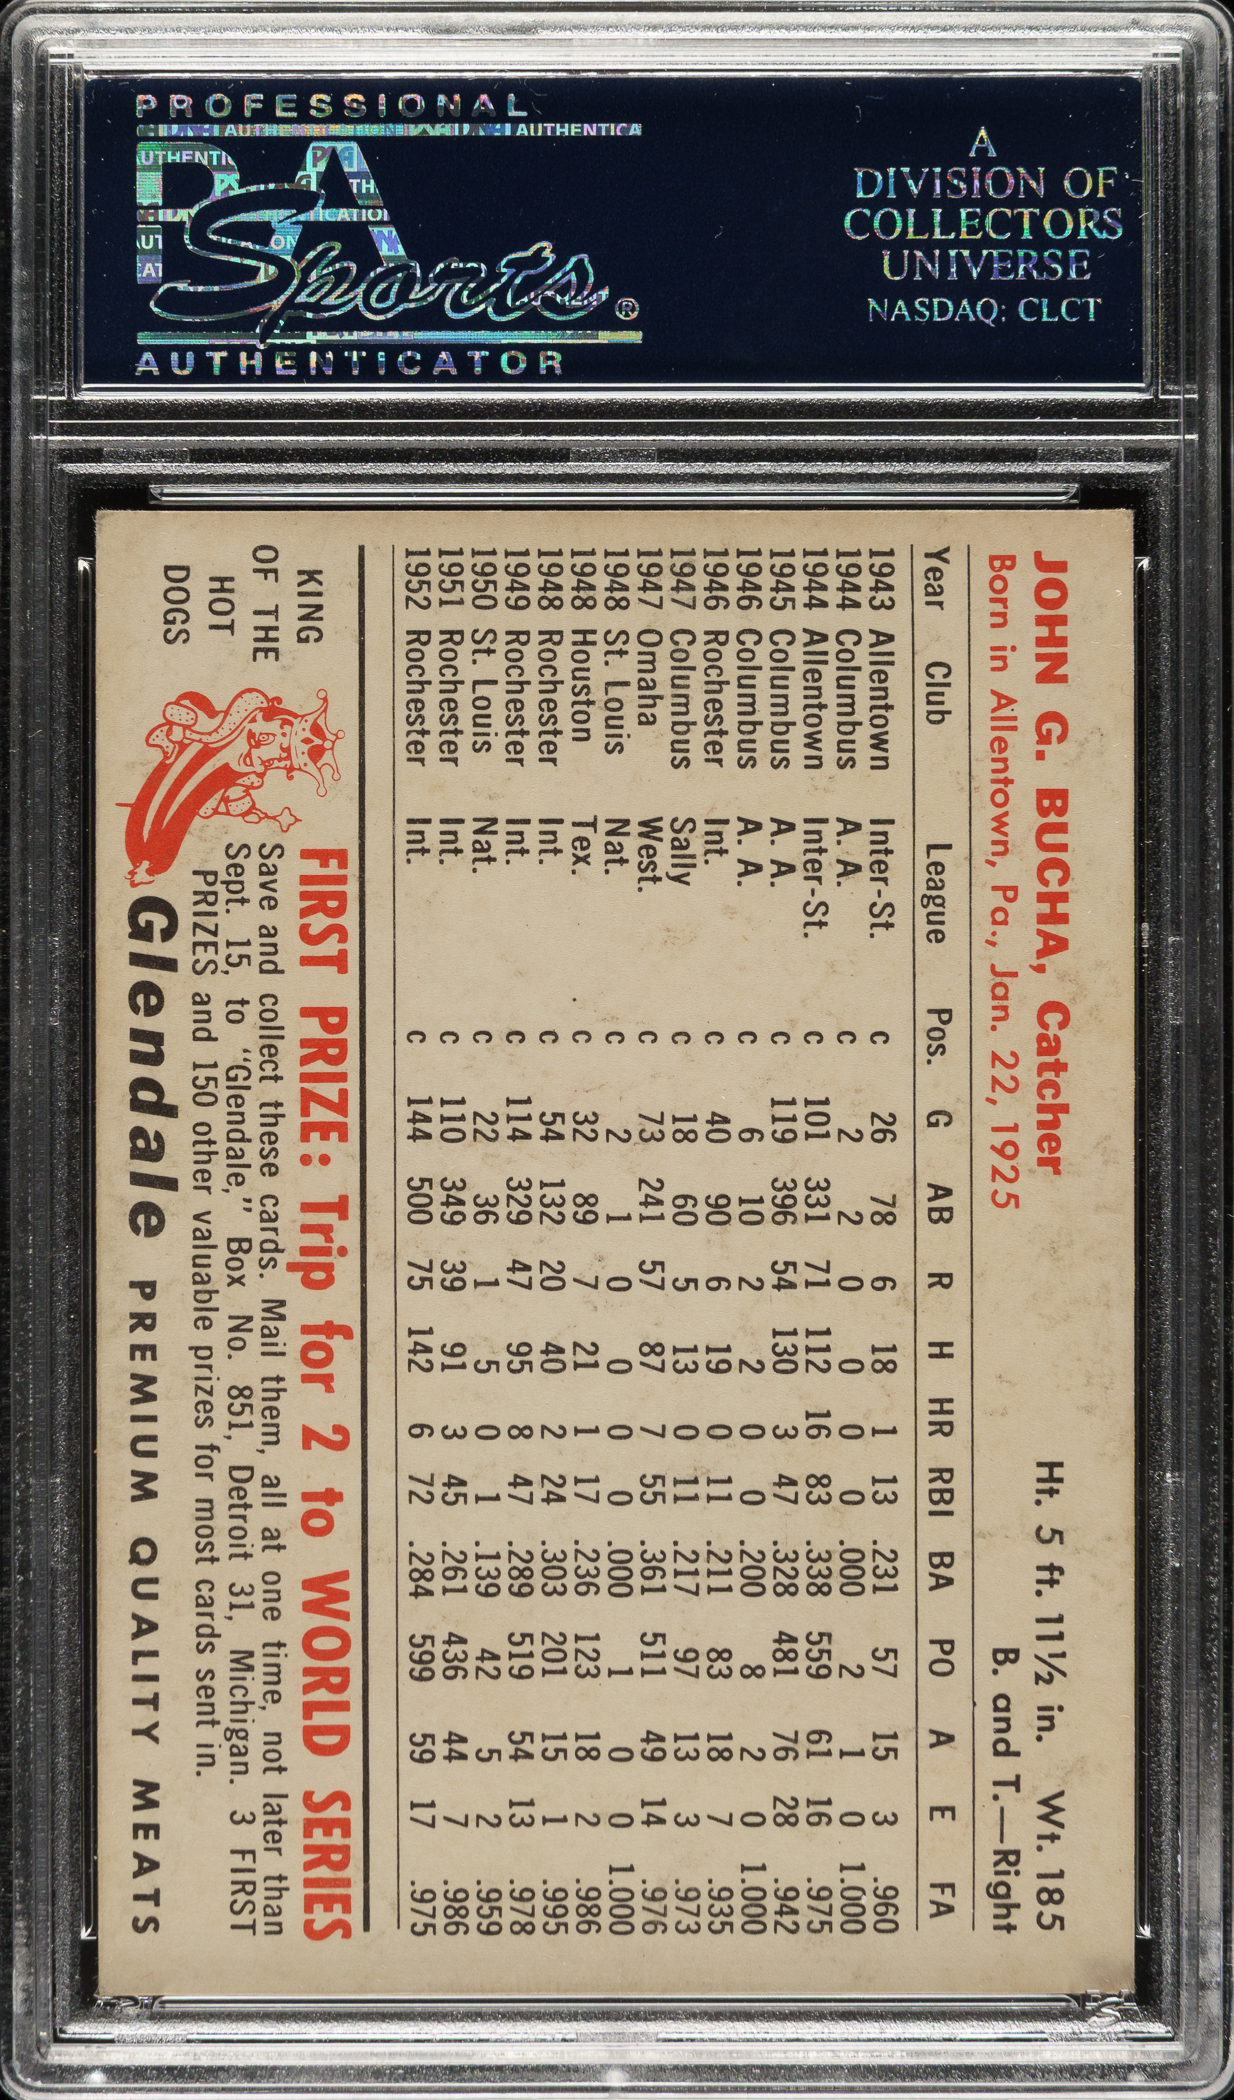 PROFESSIONAL
PSA
Sports®
AUTHENTICATOR
A
DIVISION OF
COLLECTORS
UNIVERSE
NASDAQ: CLCT
JOHN G. BUCHA, Catcher Ht. 5 ft. 11½ in. Wt. 185
Born in Allentown, Pa., Jan. 22, 1925 B. and T.—Right
Year Club League Pos. G AB R H HR RBI BA PO A E FA
1943 Allentown Inter-St. c 26 78 6 18 1 13 .231 57 15 3 .960
1944 Columbus A. A. c 2 2 0 0 0 0 .000 2 1 0 1.000
1944 Allentown Inter-St. c 101 331 71 112 16 83 .338 559 61 16 .975
1945 Columbus A. A. c 119 396 54 130 3 47 .328 481 76 28 .942
1946 Columbus A. A. c 6 10 2 2 0 0 .200 8 2 0 1.000
1946 Rochester Int. c 40 90 6 19 0 11 .211 83 18 7 .935
1947 Columbus Sally c 18 60 5 13 0 11 .217 97 13 3 .973
1947 Omaha West. c 73 241 57 87 7 55 .361 511 49 14 .976
1948 St. Louis Nat. c 2 1 0 0 0 0 .000 1 0 0 1.000
1948 Houston Tex. c 32 89 7 21 1 17 .236 123 18 2 .986
1948 Rochester Int. c 54 132 20 40 2 24 .303 201 15 1 .995
1949 Rochester Int. c 114 329 47 95 8 47 .289 519 54 13 .978
1950 St. Louis Nat. c 22 36 1 5 0 1 .139 42 5 2 .959
1951 Rochester Int. c 110 349 39 91 3 45 .261 436 44 7 .986
1952 Rochester Int. c 144 500 75 142 6 72 .284 599 59 17 .975
KING
OF THE
HOT
DOGS
FIRST PRIZE: Trip for 2 to WORLD SERIES
Save and collect these cards. Mail them, all at one time, not later than
Sept. 15, to "Glendale," Box No. 851, Detroit 31, Michigan. 3 FIRST
PRIZES and 150 other valuable prizes for most cards sent in.
Glendale PREMIUM QUALITY MEATS